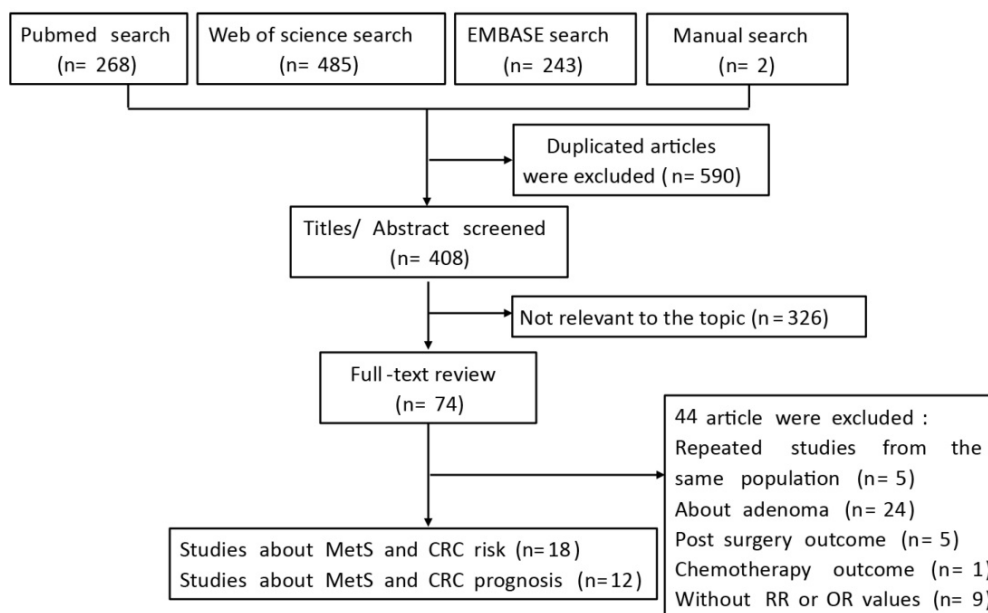 Pubmed search
(n= 268)
Web of science search
(n= 485)
EMBASE search
(n= 243)
Manual search
(n= 2)
Duplicated articles
were excluded (n= 590)
Titles/ Abstract screened
(n= 408)
Not relevant to the topic (n=326)
Full-text review
(n= 74)
44 article were excluded :
Repeated studies from the
same population (n= 5)
About adenoma (n= 24)
Post surgery outcome (n= 5)
Chemotherapy outcome (n= 1)
Without RR or OR values (n= 9)
Studies about MetS and CRC risk (n=18)
Studies about MetS and CRC prognosis (n=12)